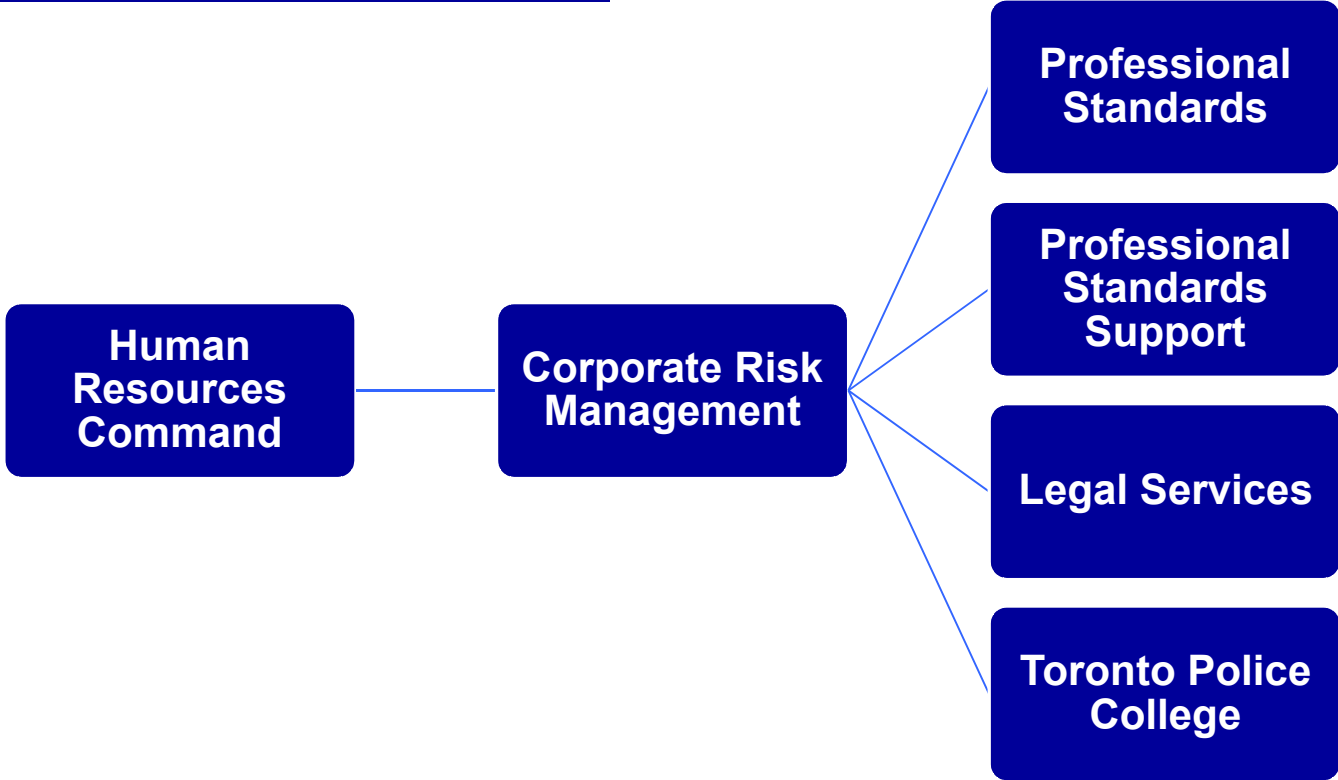 Human
Resources
Command
Corporate Risk
Management
Professional
Standards
Professional
Standards
Support
Legal Services
Toronto Police
College